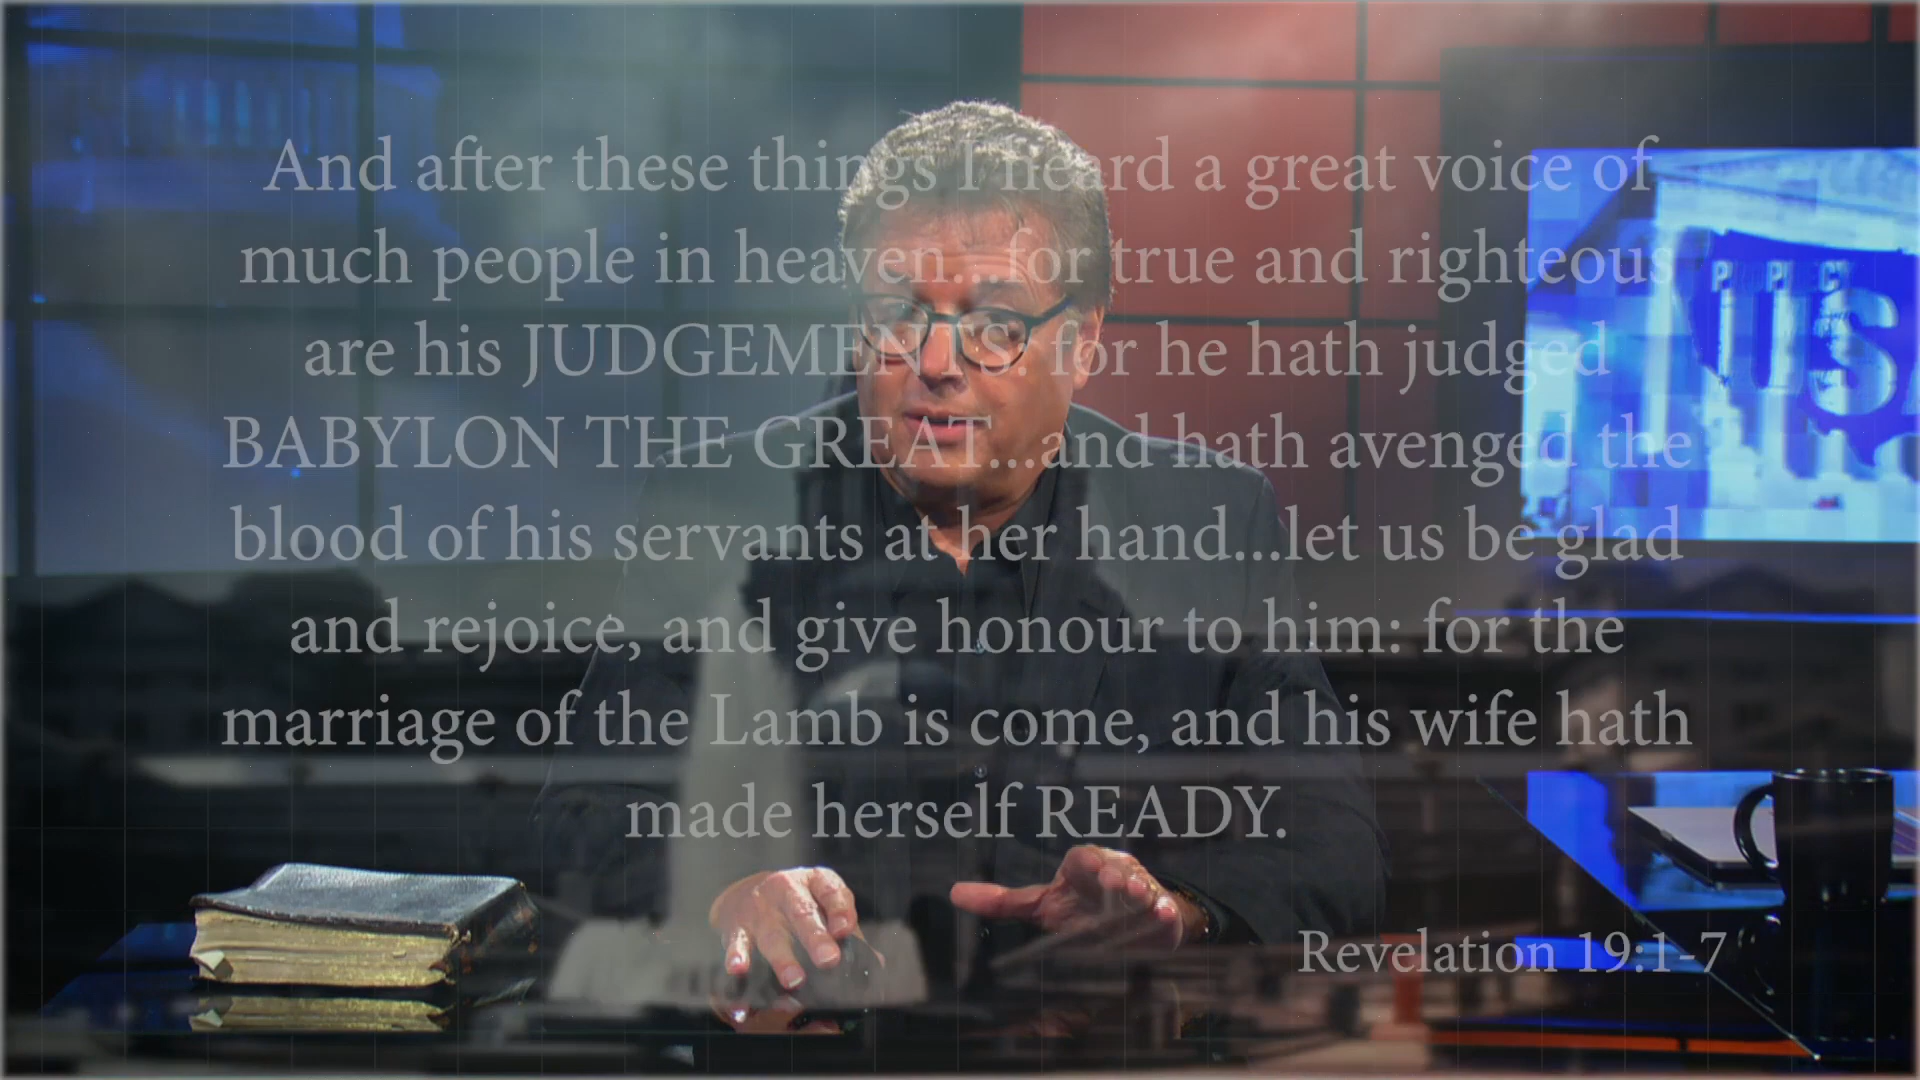 And after these things I heard a great voice of
much people in heaven...for true and righteous
are his JUDGEMENTS: for he hath judged
BABYLON THE GREAT...and hath avenged the
blood of his servants at her hand...let us be glad
and rejoice, and give honour to him: for the
marriage of the Lamb is come, and his wife hath
made herself READY.
Revelation 19:1-7
PROPHECY
USA